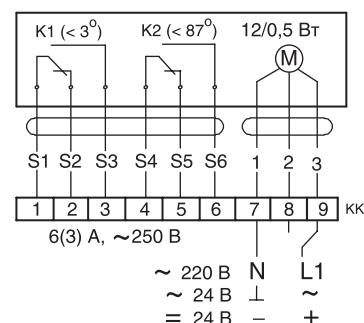 K1 (< 3°) K2 (< 87°) 12/0,5 Вт
M
S1 S2 S3 S4 S5 S6 1 2 3
1 2 3 4 5 6 7 8 9 KK
6(3) А, ~250 В
~ 220 В N L1
~ 24 В ⊥ ~
= 24 В − +